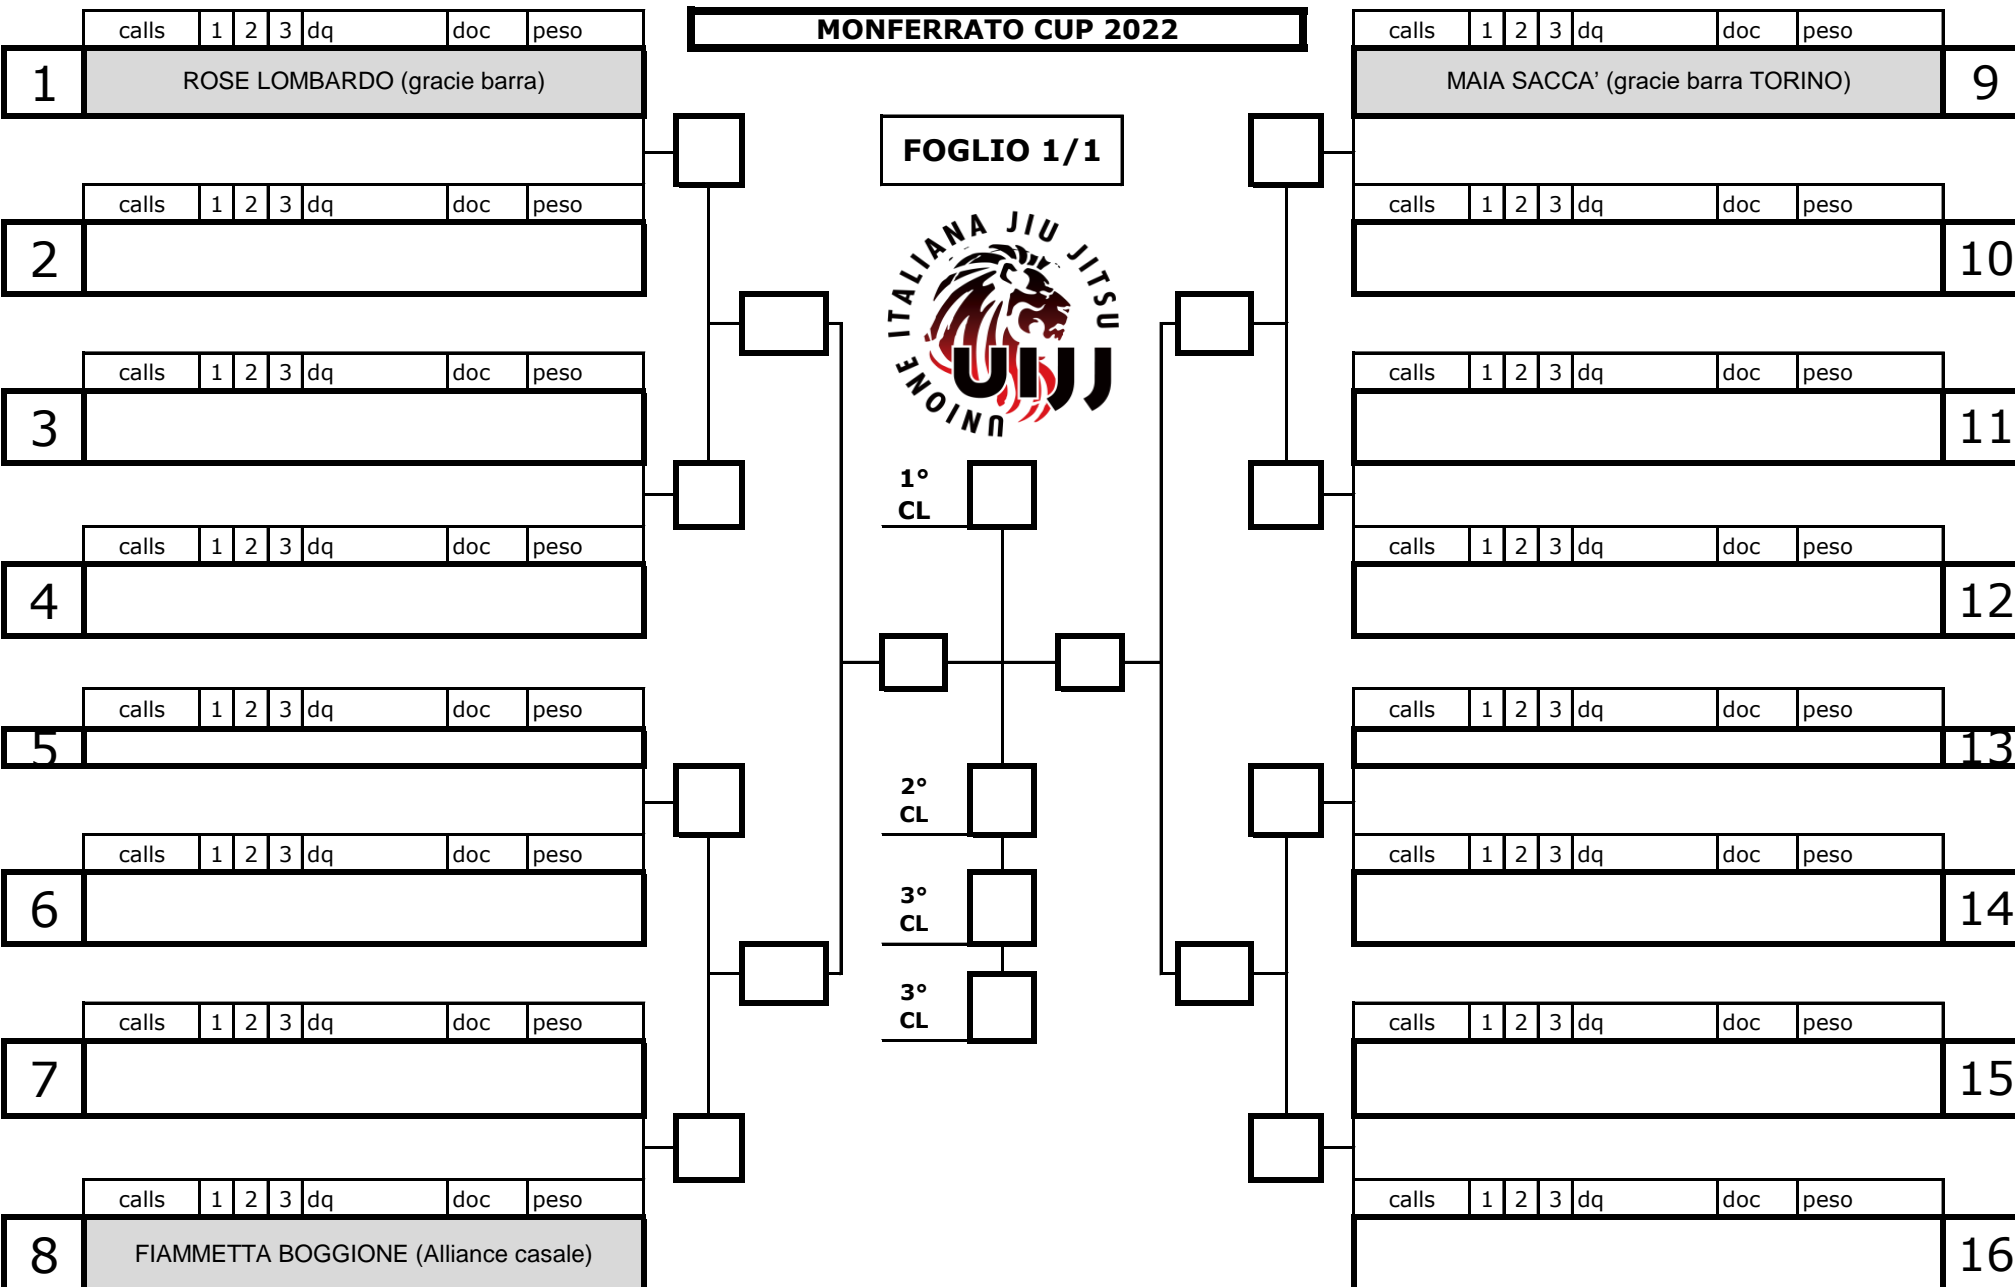 MONFERRATO CUP 2022
calls 1 2 3 dq doc peso
1 ROSE LOMBARDO (gracie barra)
calls 1 2 3 dq doc peso
2
calls 1 2 3 dq doc peso
3
calls 1 2 3 dq doc peso
4
calls 1 2 3 dq doc peso
5
calls 1 2 3 dq doc peso
6
calls 1 2 3 dq doc peso
7
calls 1 2 3 dq doc peso
8 FIAMMETTA BOGGIONE (Alliance casale)
FOGLIO 1/1
UNIONE ITALIANA JIU JITSU
UIJJ
1°
CL
2°
CL
3°
CL
3°
CL
calls 1 2 3 dq doc peso
MAIA SACCA’ (gracie barra TORINO) 9
calls 1 2 3 dq doc peso
10
calls 1 2 3 dq doc peso
11
calls 1 2 3 dq doc peso
12
calls 1 2 3 dq doc peso
13
calls 1 2 3 dq doc peso
14
calls 1 2 3 dq doc peso
15
calls 1 2 3 dq doc peso
16